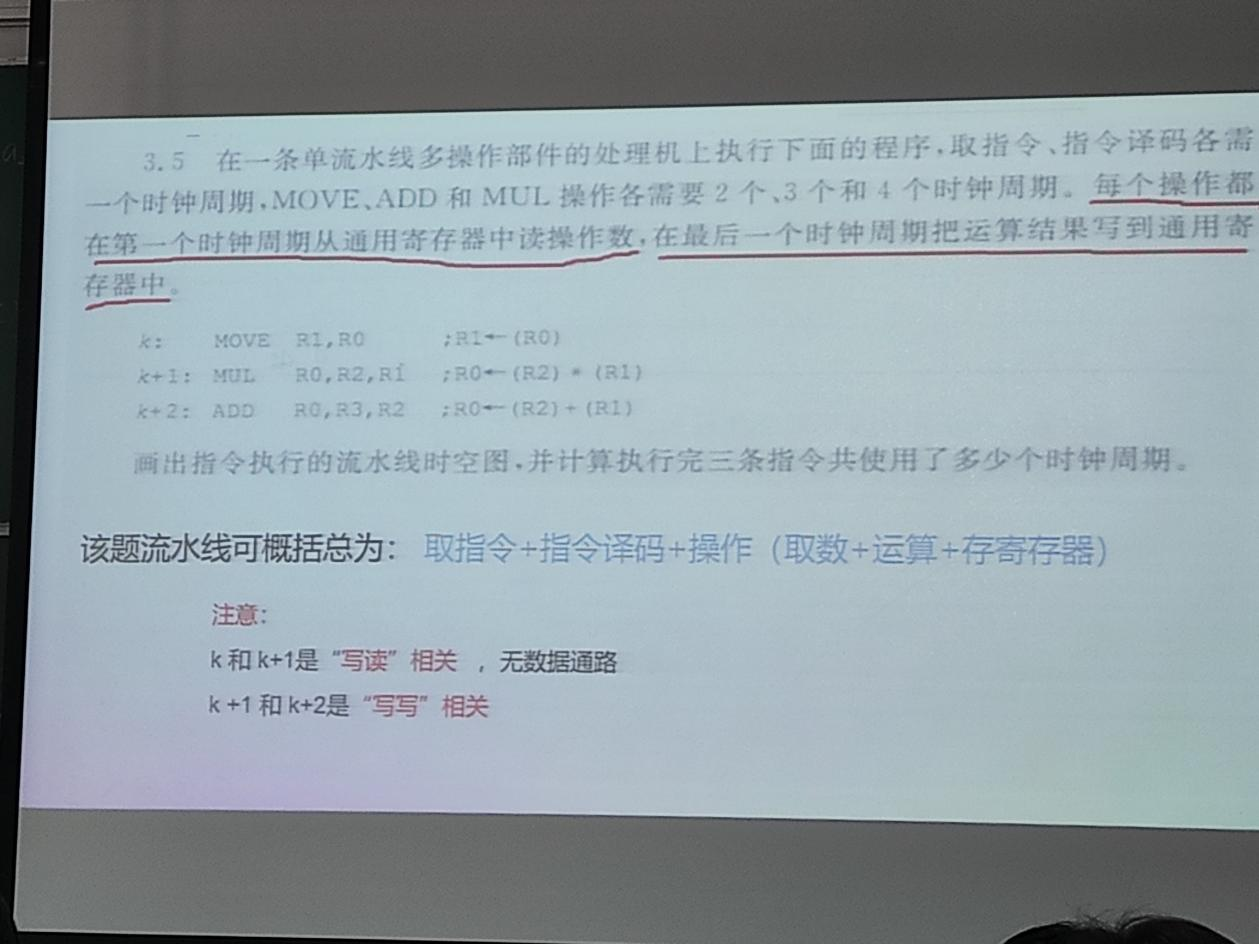 3.5 在一条单流水线多操作部件的处理机上执行下面的程序,取指令、指令译码各需
一个时钟周期,MOVE、ADD 和 MUL 操作各需要 2 个、3 个和 4 个时钟周期。每个操作都
在第一个时钟周期从通用寄存器中读操作数,在最后一个时钟周期把运算结果写到通用寄
存器中。
k: MOVE R1,R0 ;R1←(R0)
k+1: MUL R0,R2,R1 ;R0←(R2)*(R1)
k+2: ADD R0,R3,R2 ;R0←(R2)+(R1)
画出指令执行的流水线时空图,并计算执行完三条指令共使用了多少个时钟周期。
该题流水线可概括总为: 取指令+指令译码+操作(取数+运算+存寄存器)
注意:
k 和 k+1是“写读”相关 ,无数据通路
k +1 和 k+2是“写写”相关